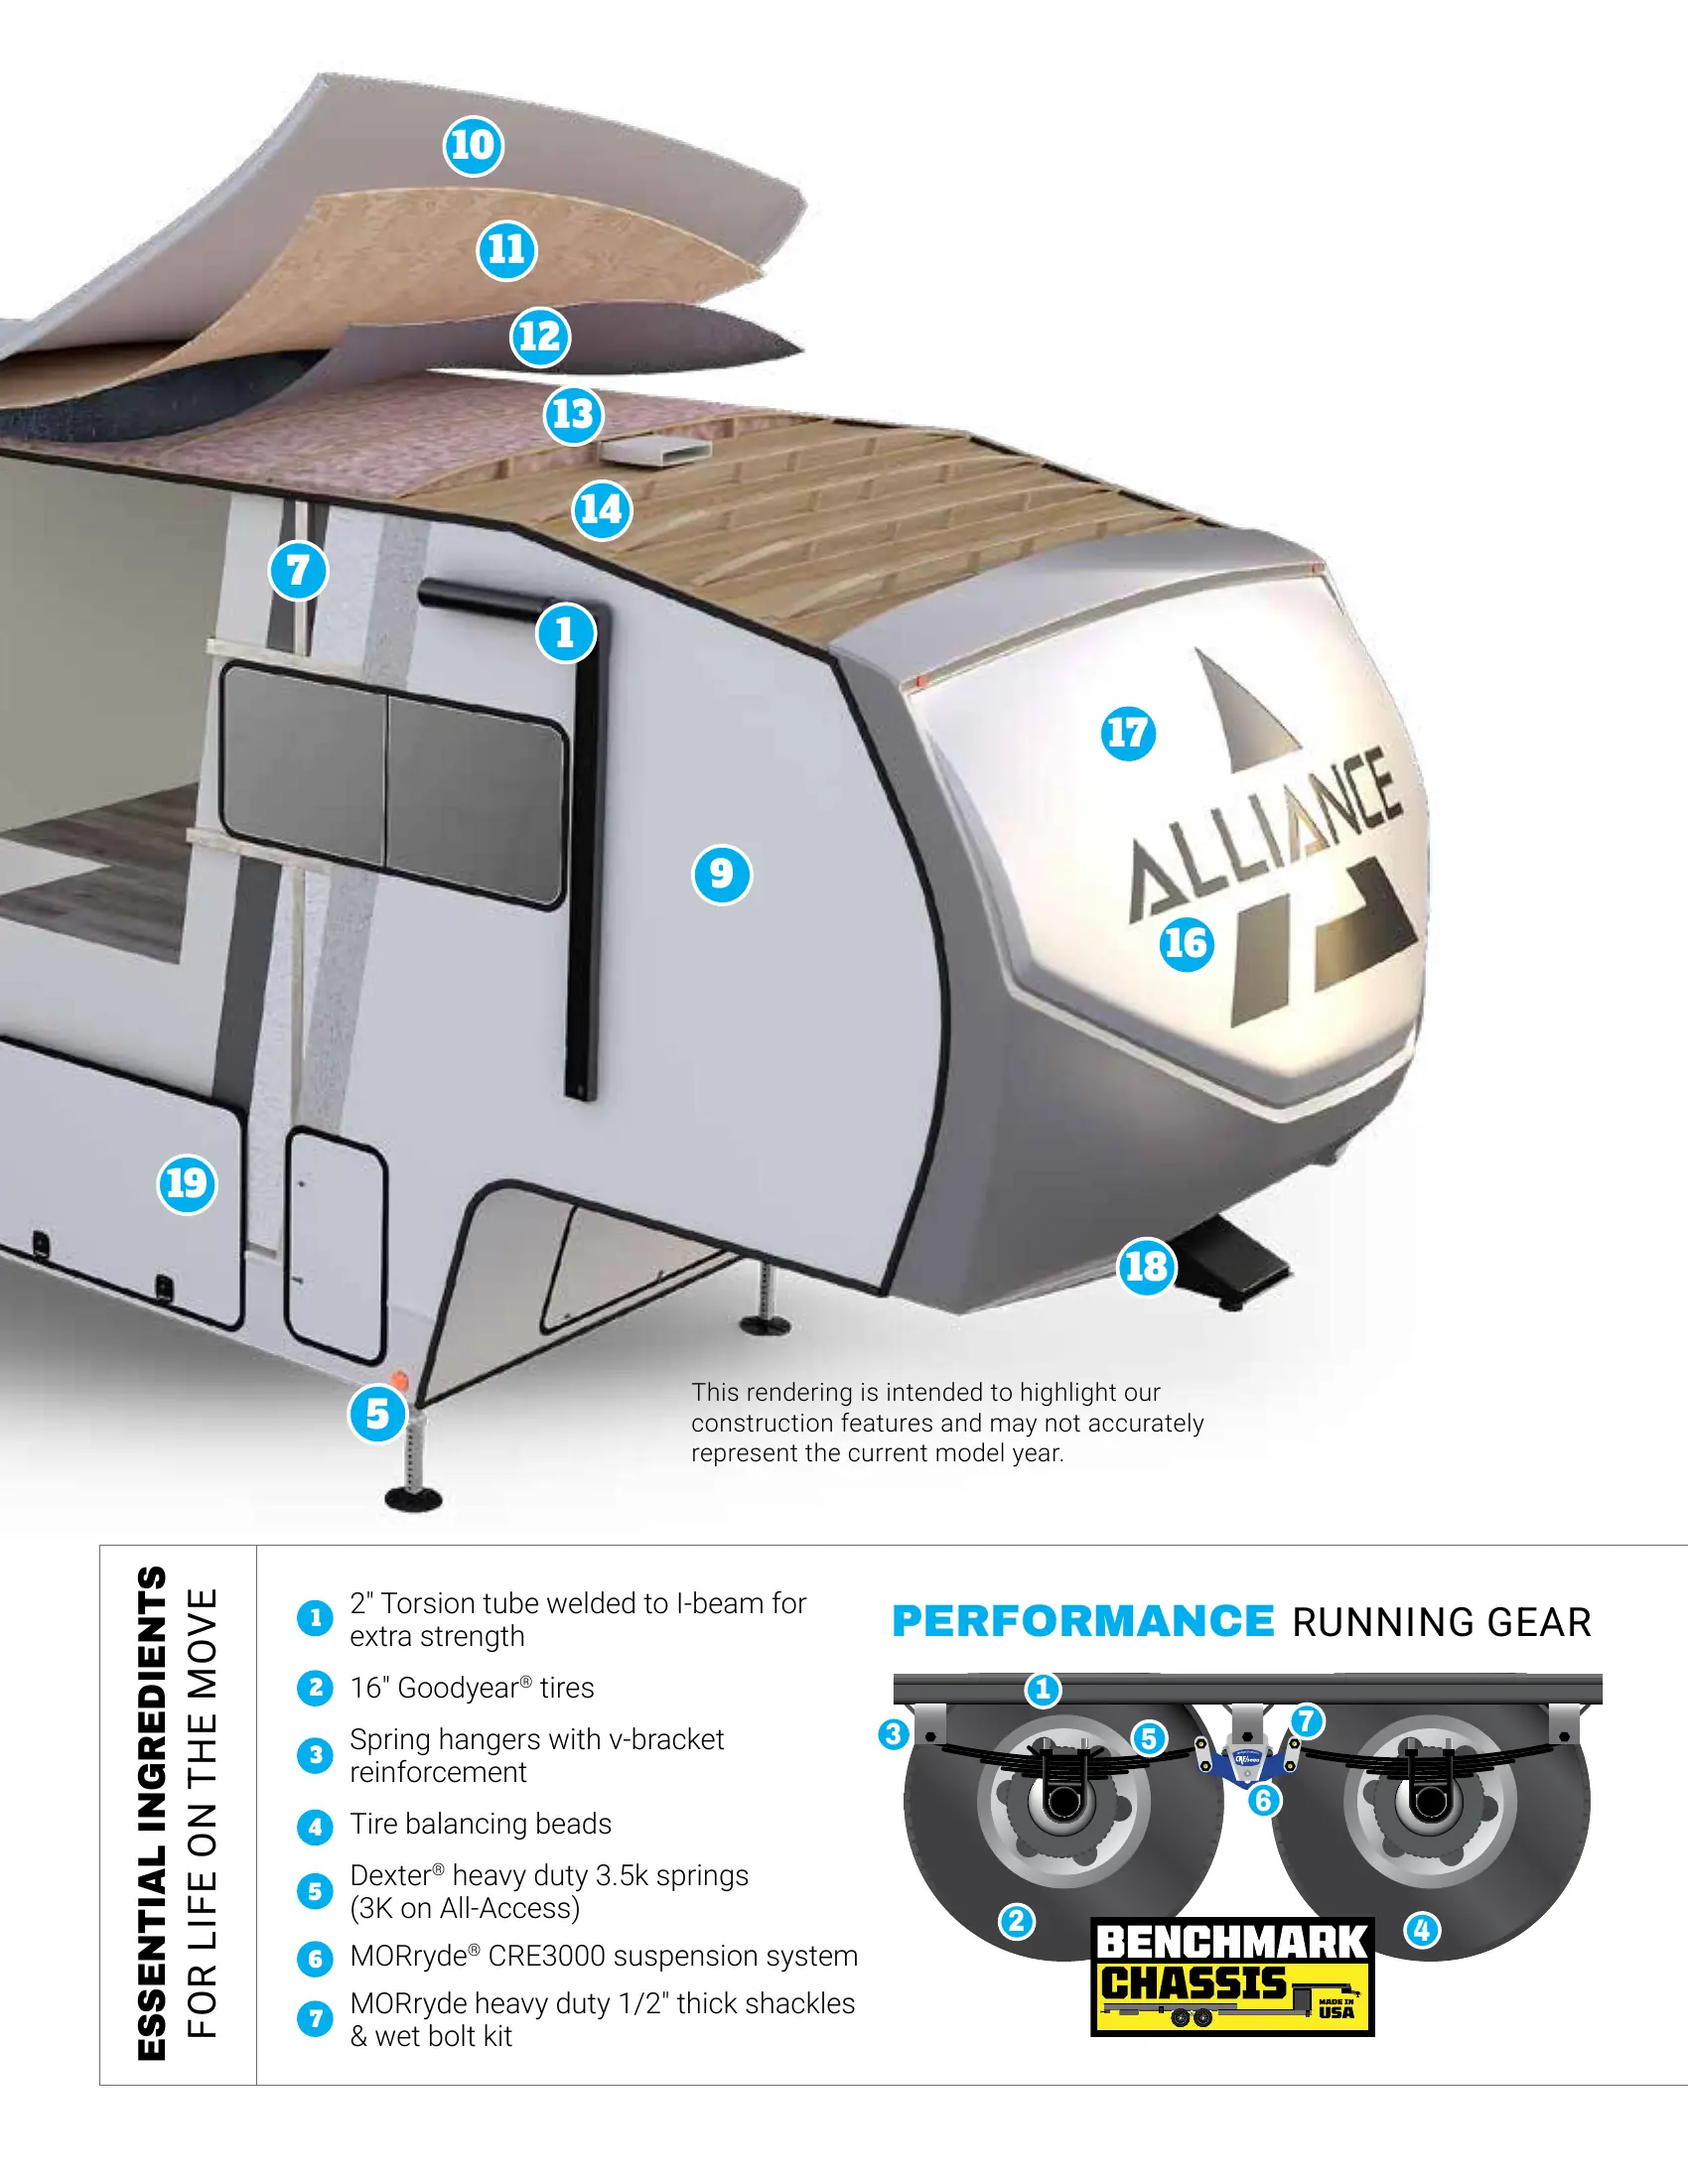 10
11
12
13
14
7
1
17
ALLIANCE
9
16
19
18
5
This rendering is intended to highlight our
construction features and may not accurately
represent the current model year.
ESSENTIAL INGREDIENTS
FOR LIFE ON THE MOVE
1 2" Torsion tube welded to I-beam for
extra strength
2 16" Goodyear® tires
3 Spring hangers with v-bracket
reinforcement
4 Tire balancing beads
5 Dexter® heavy duty 3.5k springs
(3K on All-Access)
6 MORryde® CRE3000 suspension system
7 MORryde heavy duty 1/2" thick shackles
& wet bolt kit
PERFORMANCE RUNNING GEAR
1
3
5
7
CRE3000
6
2
4
BENCHMARK
CHASSIS
MADE IN
USA